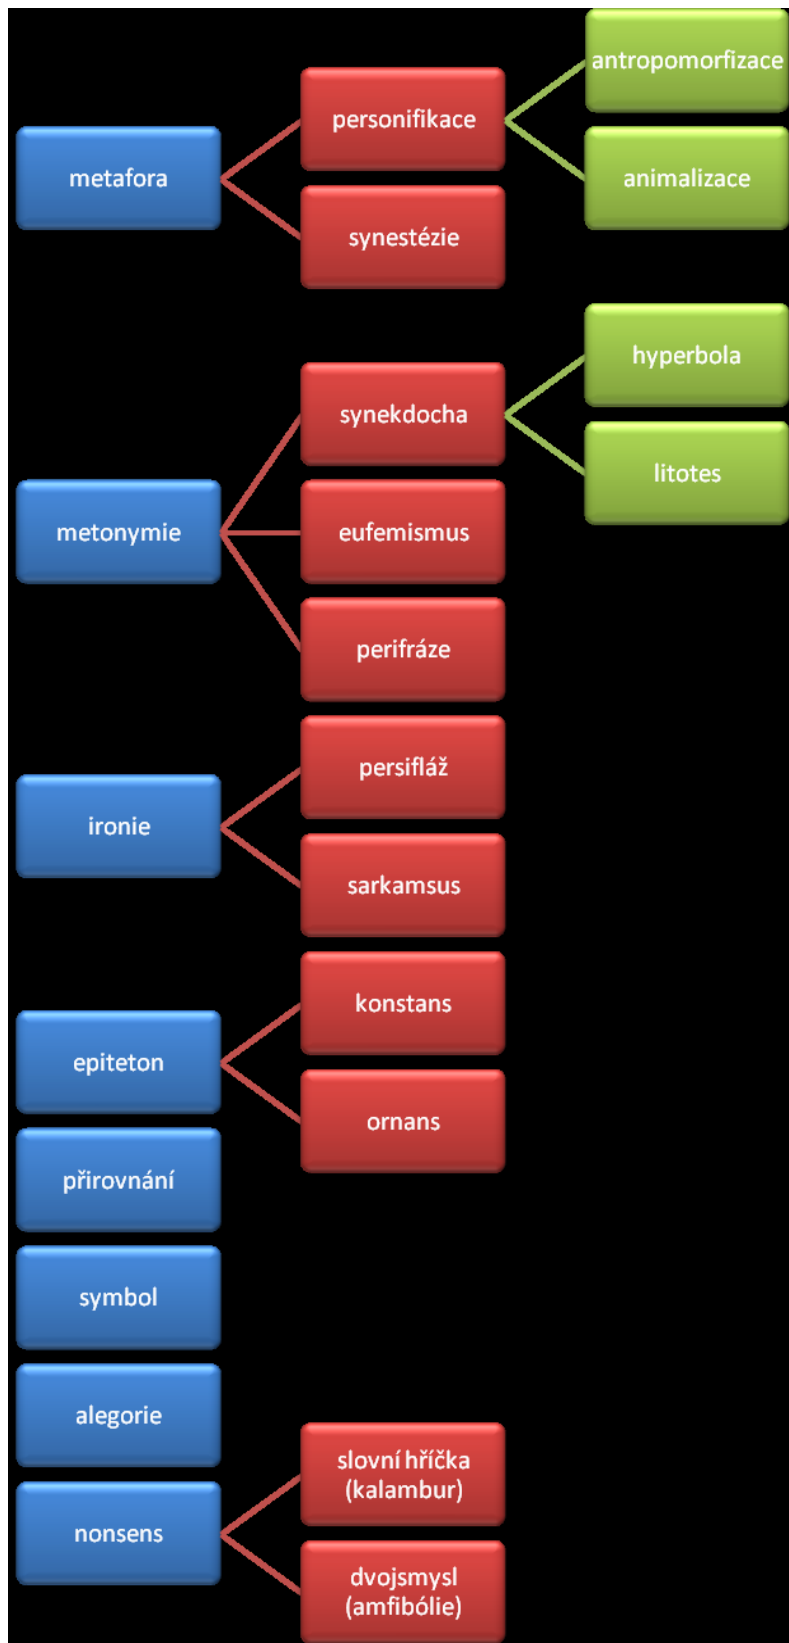 metafora
personifikace
antropomorfizace
animalizace
synestézie
metonymie
synekdocha
hyperbola
litotes
eufemismus
perifráze
ironie
persifláž
sarkamsus
epiteton
konstans
ornans
přirovnání
symbol
alegorie
nonsens
slovní hříčka
(kalambur)
dvojsmysl
(amfibólie)